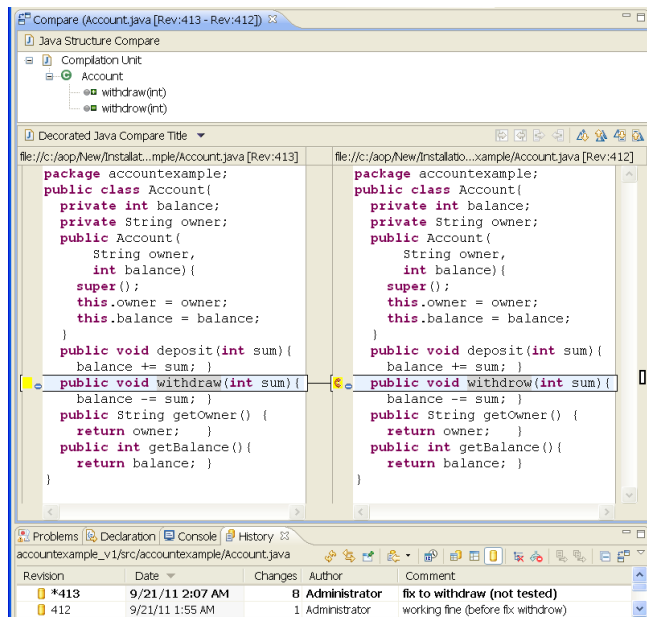 Compare (Account.java [Rev:413 - Rev:412])
Java Structure Compare
Compilation Unit
Account
withdraw(int)
withdrow(int)
Decorated Java Compare Title
file://c:/aop/New/Installat...mple/Account.java [Rev:413]
package accountexample;
public class Account{
private int balance;
private String owner;
public Account(
String owner,
int balance){
super();
this.owner = owner;
this.balance = balance;
}
public void deposit(int sum){
balance += sum; }
public void withdraw(int sum){
balance -= sum; }
public String getOwner() {
return owner; }
public int getBalance(){
return balance; }
}
file://c:/aop/New/Installatio...xample/Account.java [Rev:412]
package accountexample;
public class Account{
private int balance;
private String owner;
public Account(
String owner,
int balance){
super();
this.owner = owner;
this.balance = balance;
}
public void deposit(int sum){
balance += sum; }
public void withdrow(int sum){
balance -= sum; }
public String getOwner() {
return owner; }
public int getBalance(){
return balance; }
}
Problems Declaration Console History
accountexample_v1/src/accountexample/Account.java
Revision Date Changes Author Comment
*413 9/21/11 2:07 AM 8 Administrator fix to withdraw (not tested)
412 9/21/11 1:55 AM 1 Administrator working fine (before fix withdrow)